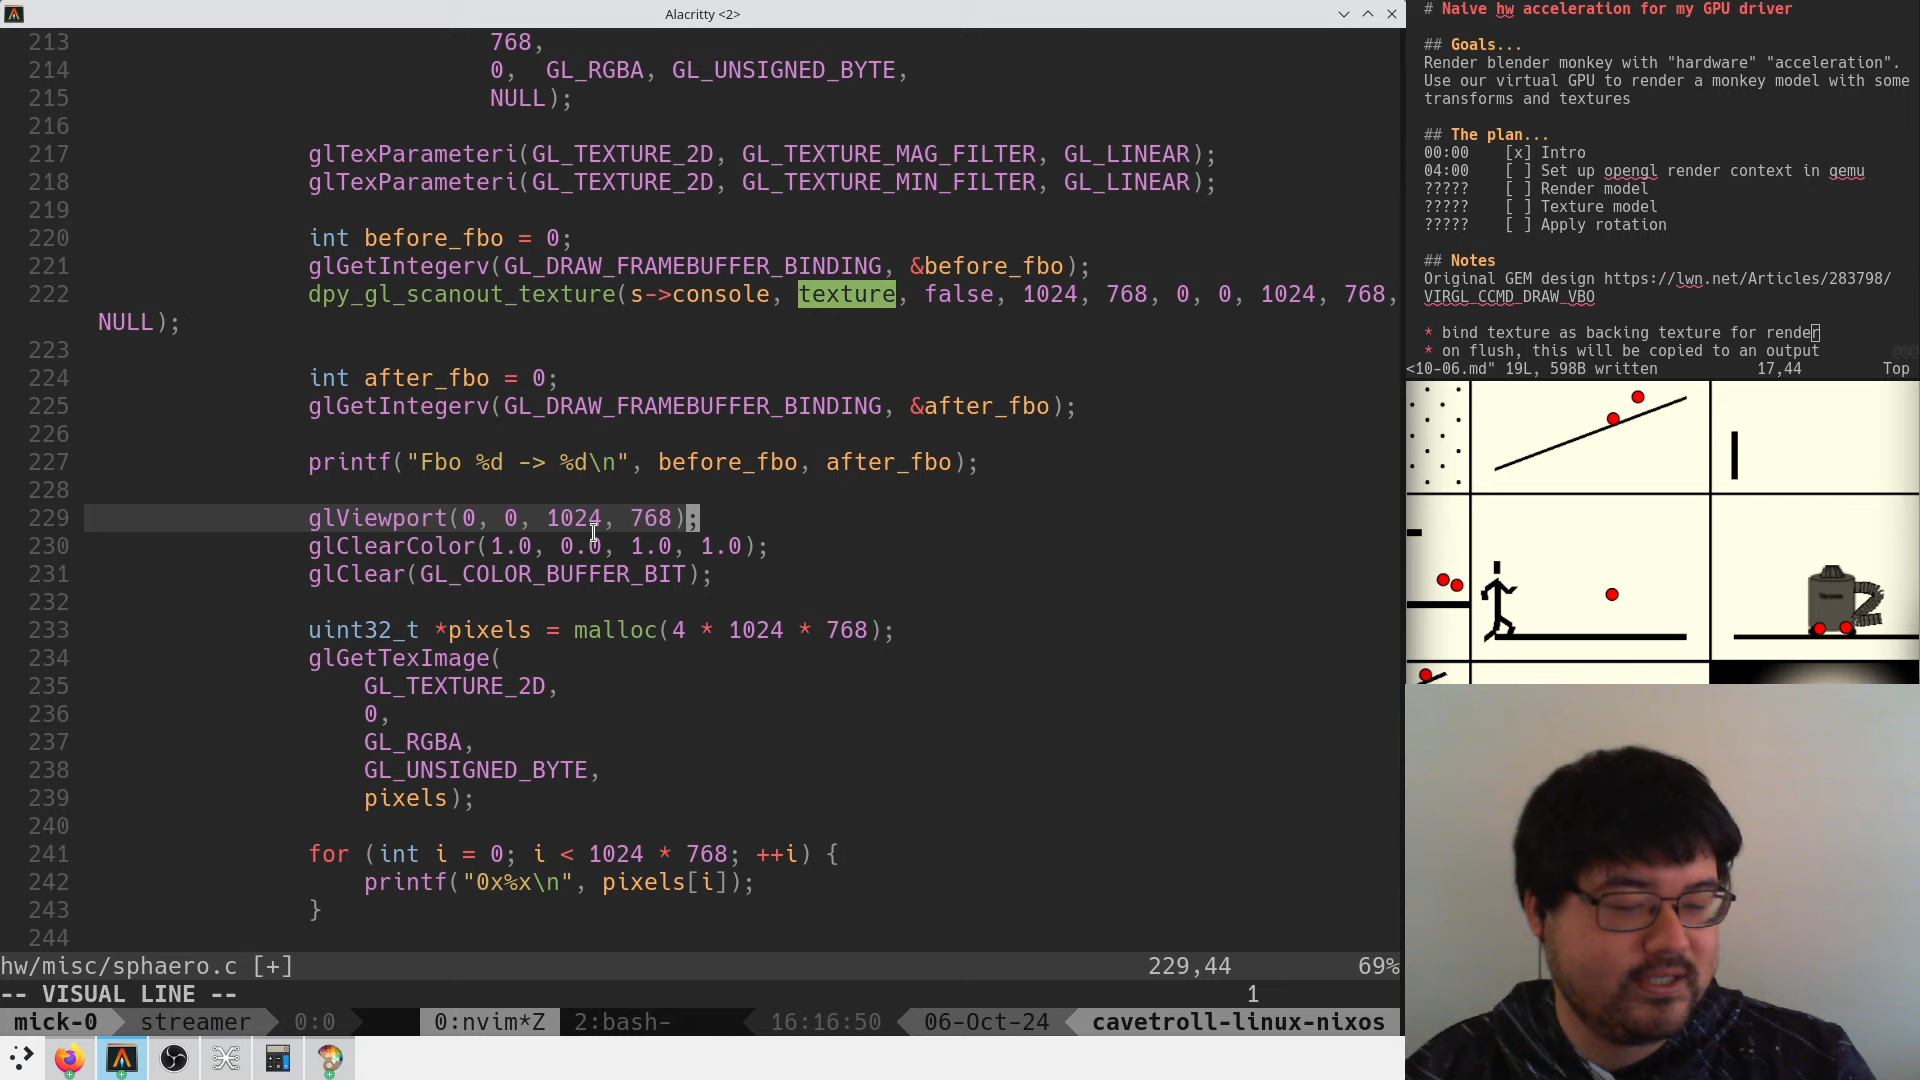 Alacritty <2>
213 768,
214 0, GL_RGBA, GL_UNSIGNED_BYTE,
215 NULL);
216
217 glTexParameteri(GL_TEXTURE_2D, GL_TEXTURE_MAG_FILTER, GL_LINEAR);
218 glTexParameteri(GL_TEXTURE_2D, GL_TEXTURE_MIN_FILTER, GL_LINEAR);
219
220 int before_fbo = 0;
221 glGetIntegerv(GL_DRAW_FRAMEBUFFER_BINDING, &before_fbo);
222 dpy_gl_scanout_texture(s->console, texture, false, 1024, 768, 0, 0, 1024, 768,
NULL);
223
224 int after_fbo = 0;
225 glGetIntegerv(GL_DRAW_FRAMEBUFFER_BINDING, &after_fbo);
226
227 printf("Fbo %d -> %d\n", before_fbo, after_fbo);
228
229 glViewport(0, 0, 1024, 768);
230 glClearColor(1.0, 0.0, 1.0, 1.0);
231 glClear(GL_COLOR_BUFFER_BIT);
232
233 uint32_t *pixels = malloc(4 * 1024 * 768);
234 glGetTexImage(
235 GL_TEXTURE_2D,
236 0,
237 GL_RGBA,
238 GL_UNSIGNED_BYTE,
239 pixels);
240
241 for (int i = 0; i < 1024 * 768; ++i) {
242 printf("0x%x\n", pixels[i]);
243 }
244
hw/misc/sphaero.c [+] 229,44 69%
-- VISUAL LINE -- 1
mick-0 streamer 0:0 0:nvim*Z 2:bash- 16:16:50 06-Oct-24 cavetroll-linux-nixos
# Naive hw acceleration for my GPU driver
## Goals...
Render blender monkey with "hardware" "acceleration".
Use our virtual GPU to render a monkey model with some
transforms and textures
## The plan...
00:00 [x] Intro
04:00 [ ] Set up opengl render context in qemu
????? [ ] Render model
????? [ ] Texture model
????? [ ] Apply rotation
## Notes
Original GEM design https://lwn.net/Articles/283798/
VIRGL_CCMD_DRAW_VBO
* bind texture as backing texture for render
* on flush, this will be copied to an output
<10-06.md" 19L, 598B written 17,44 Top